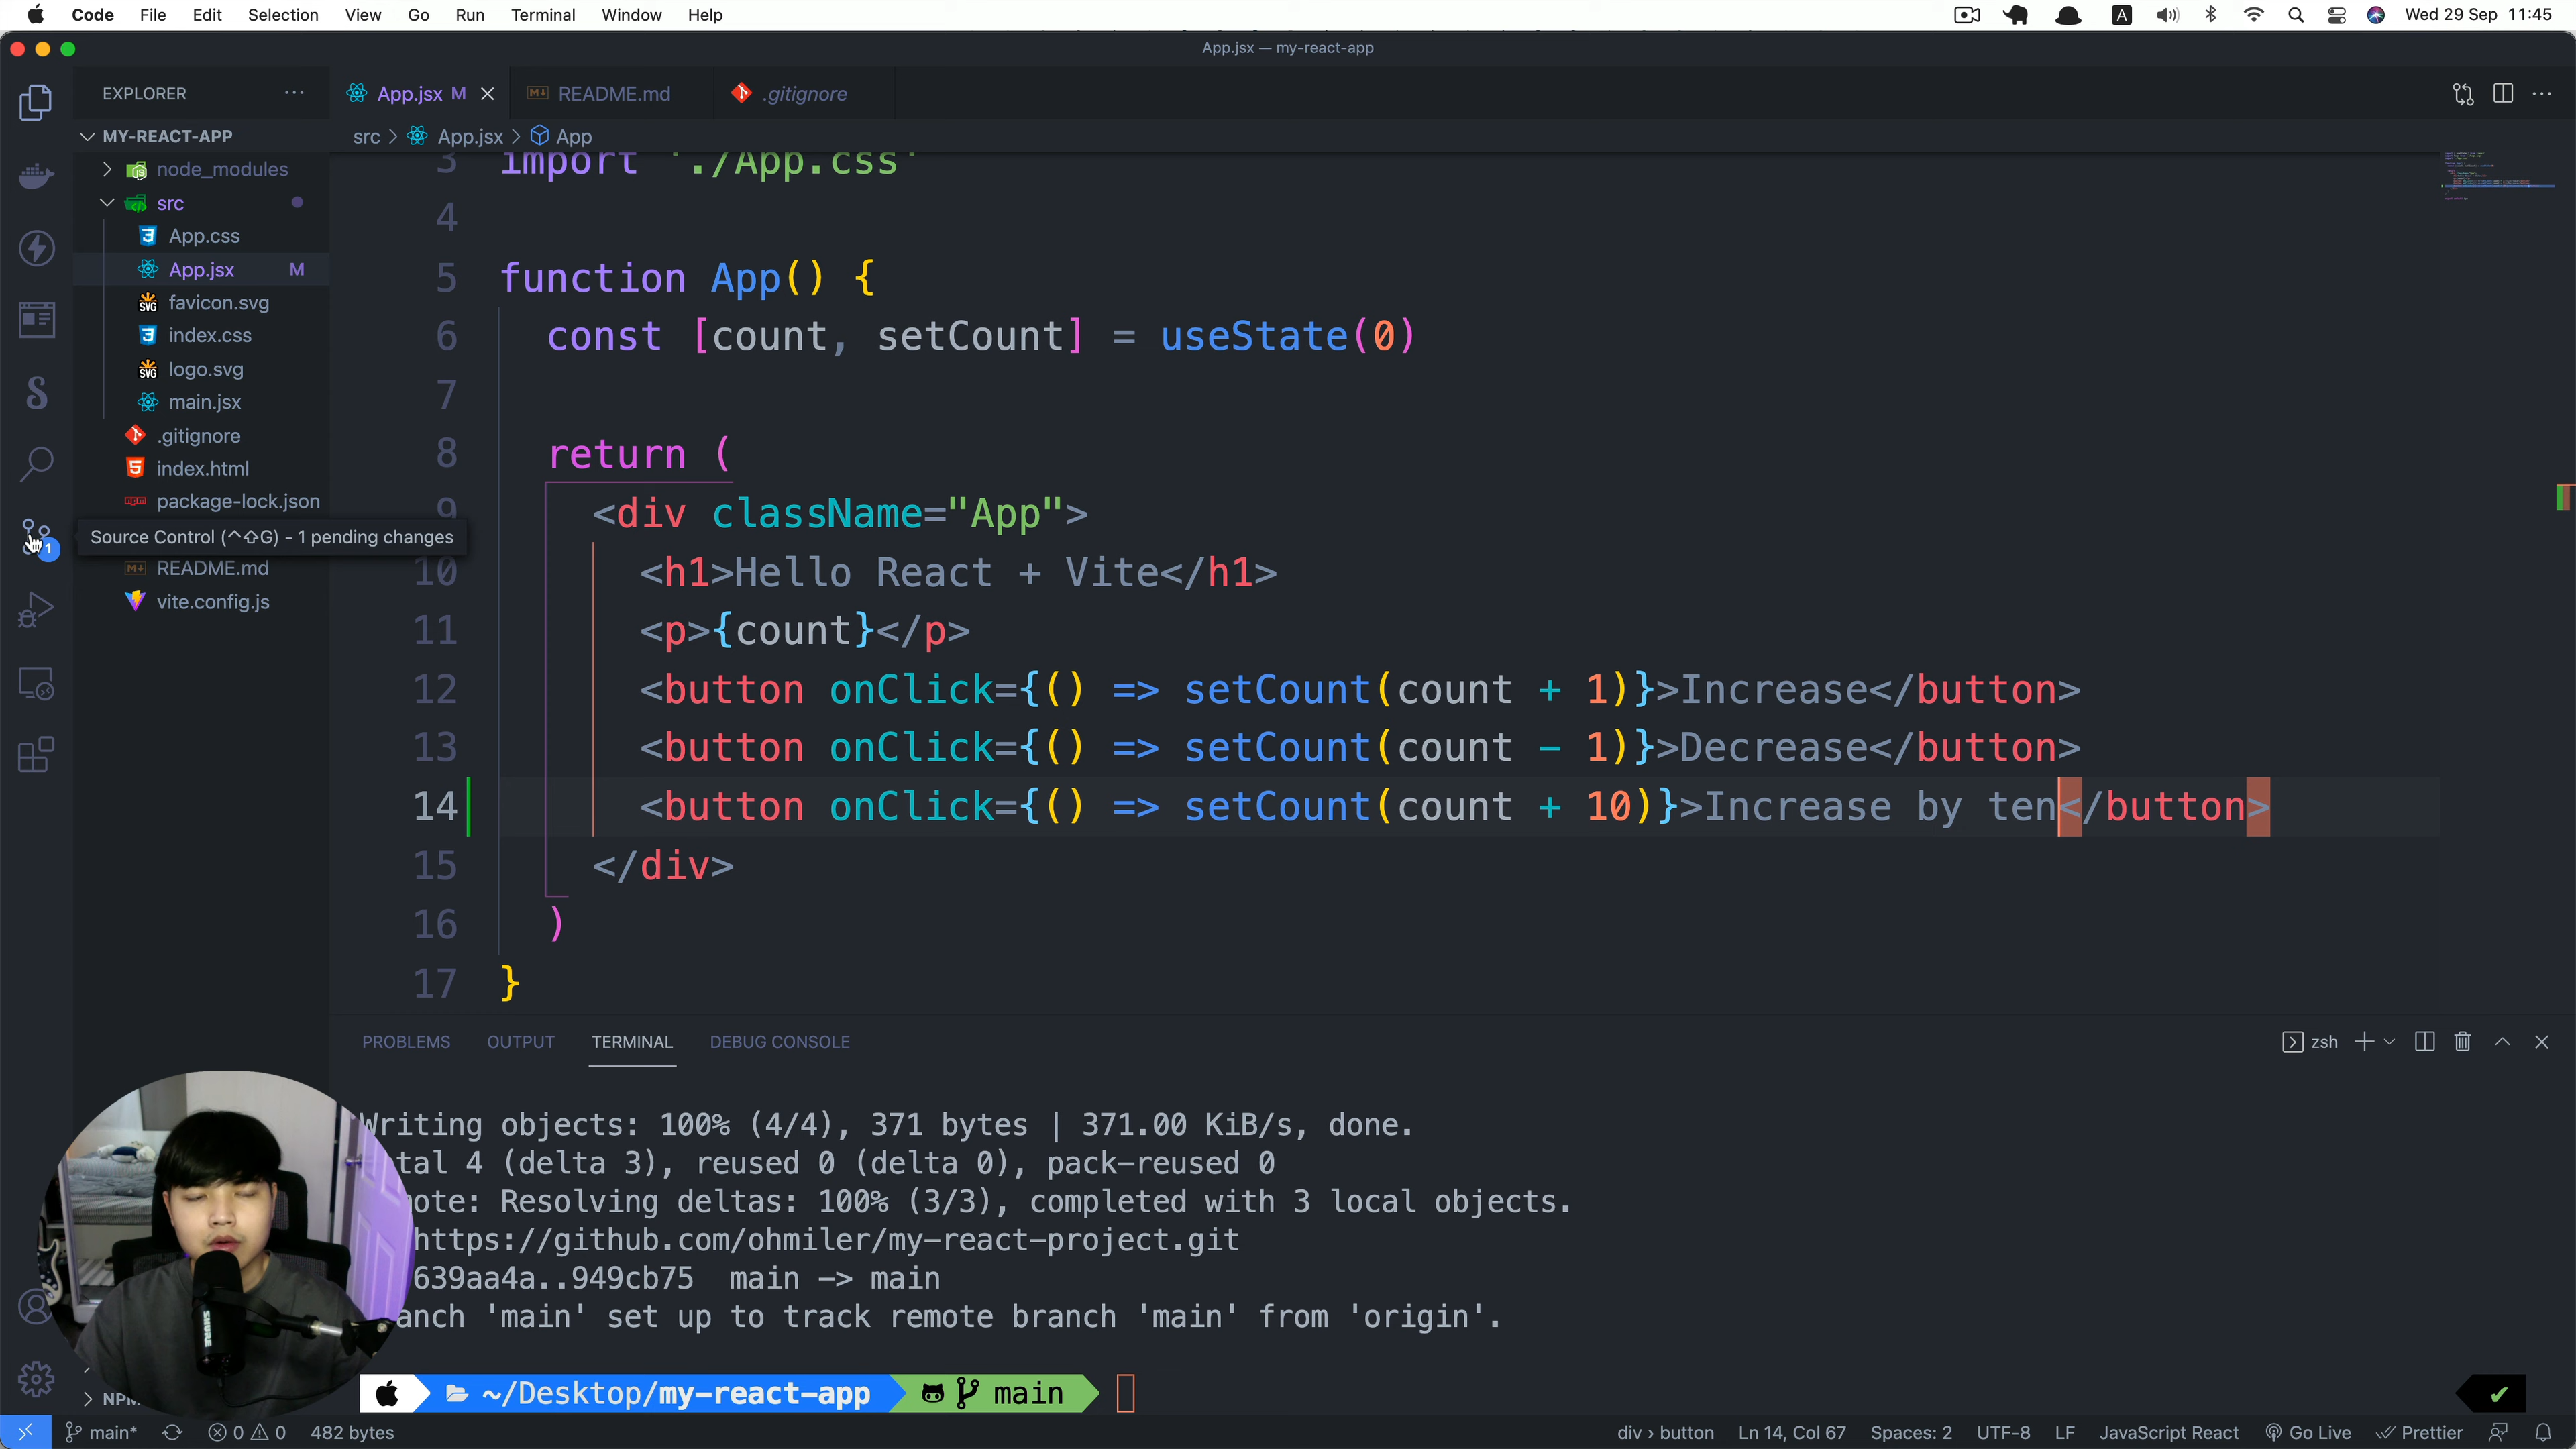 Code File Edit Selection View Go Run Terminal Window Help
A Wed 29 Sep 11:45
App.jsx — my-react-app
EXPLORER
App.jsx M
README.md
.gitignore
MY-REACT-APP
src > App.jsx > App
node_modules
src
App.css
App.jsx M
favicon.svg
index.css
logo.svg
main.jsx
.gitignore
index.html
package-lock.json
1
Source Control (^⇧G) - 1 pending changes
README.md
vite.config.js
3 import './App.css'
4
5 function App() {
6 const [count, setCount] = useState(0)
7
8 return (
9 <div className="App">
10 <h1>Hello React + Vite</h1>
11 <p>{count}</p>
12 <button onClick={() => setCount(count + 1)}>Increase</button>
13 <button onClick={() => setCount(count - 1)}>Decrease</button>
14 <button onClick={() => setCount(count + 10)}>Increase by ten</button>
15 </div>
16 )
17 }
PROBLEMS OUTPUT TERMINAL DEBUG CONSOLE
zsh
Writing objects: 100% (4/4), 371 bytes | 371.00 KiB/s, done.
4 (delta 3), reused 0 (delta 0), pack-reused 0
Resolving deltas: 100% (3/3), completed with 3 local objects.
https://github.com/ohmiler/my-react-project.git
639aa4a..949cb75 main -> main
'main' set up to track remote branch 'main' from 'origin'.
~/Desktop/my-react-app main
main* 0 0 482 bytes
div › button Ln 14, Col 67 Spaces: 2 UTF-8 LF JavaScript React Go Live Prettier